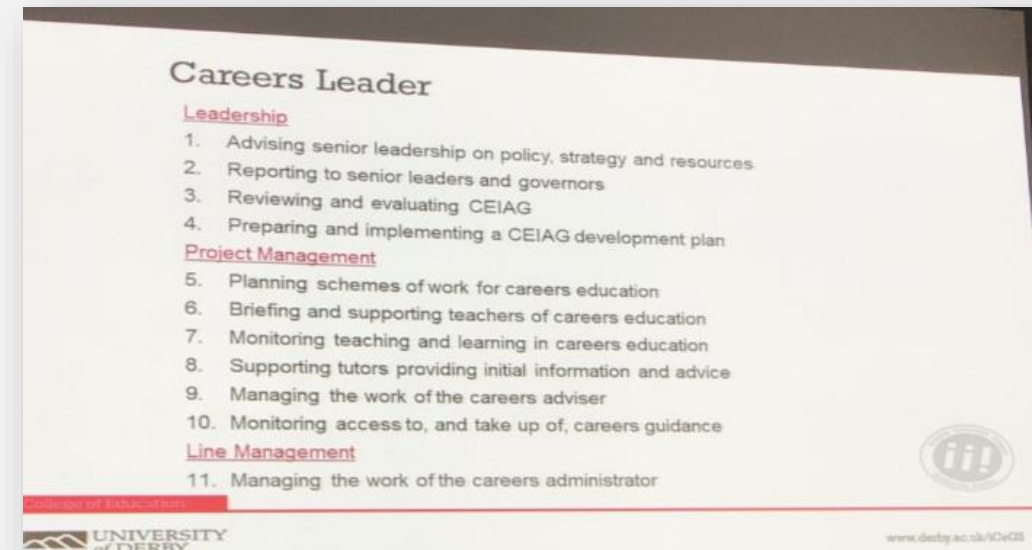 Careers Leader
Leadership
1. Advising senior leadership on policy, strategy and resources
2. Reporting to senior leaders and governors
3. Reviewing and evaluating CEIAG
4. Preparing and implementing a CEIAG development plan
Project Management
5. Planning schemes of work for careers education
6. Briefing and supporting teachers of careers education
7. Monitoring teaching and learning in careers education
8. Supporting tutors providing initial information and advice
9. Managing the work of the careers adviser
10. Monitoring access to, and take up of, careers guidance
Line Management
11. Managing the work of the careers administrator
iii!
College of Education
UNIVERSITY
of DERBY
www.derby.ac.uk/iCeGS